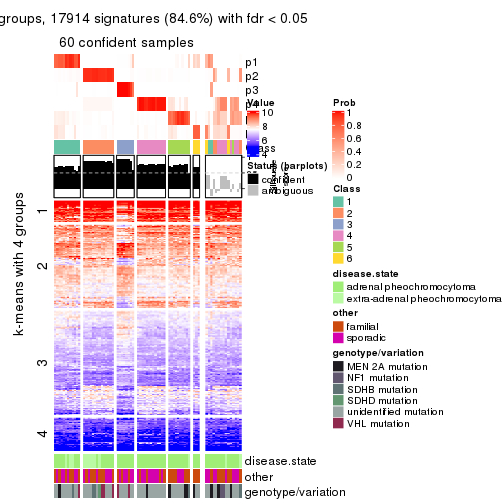 groups, 17914 signatures (84.6%) with fdr < 0.05
60 confident samples
p1
p2
p3
k-means with 4 groups
1
2
3
4
Value
10
8
6
4
Status (barplots)
confident
ambiguous
Prob
1
0.8
0.6
0.4
0.2
0
Class
1
2
3
4
5
6
disease.state
adrenal pheochromocytoma
extra-adrenal pheochromocytoma
other
familial
sporadic
genotype/variation
MEN 2A mutation
NF1 mutation
SDHB mutation
SDHD mutation
unidentified mutation
VHL mutation
disease.state
other
genotype/variation